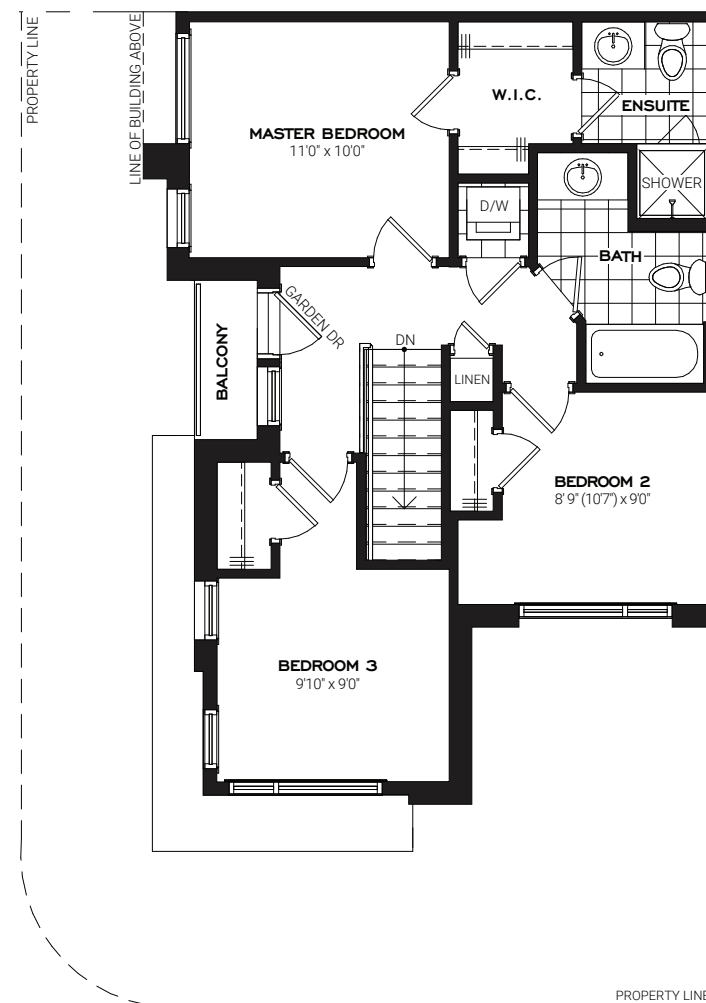 PROPERTY LINE
LINE OF BUILDING ABOVE
MASTER BEDROOM
11'0" x 10'0"
W.I.C.
ENSUITE
SHOWER
D/W
BATH
GARDEN DR
BALCONY
DN
LINEN
BEDROOM 2
8' 9" (10'7") x 9'0"
BEDROOM 3
9'10" x 9'0"
PROPERTY LINE